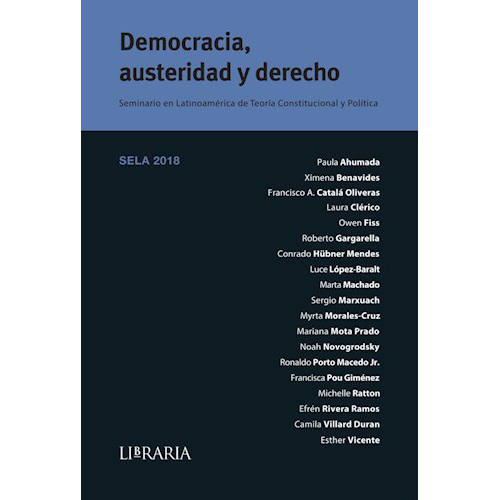 Democracia,
austeridad y derecho
Seminario en Latinoamérica de Teoría Constitucional y Política
SELA 2018
Paula Ahumada
Ximena Benavides
Francisco A. Catalá Oliveras
Laura Clérico
Owen Fiss
Roberto Gargarella
Conrado Hübner Mendes
Luce López-Baralt
Marta Machado
Sergio Marxuach
Myrta Morales-Cruz
Mariana Mota Prado
Noah Novogrodsky
Ronaldo Porto Macedo Jr.
Francisca Pou Giménez
Michelle Ratton
Efrén Rivera Ramos
Camila Villard Duran
Esther Vicente
LIBRARIA